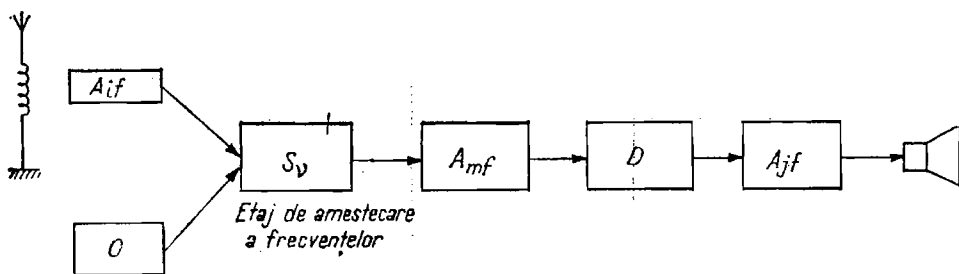 Aif
Sν
Amf
D
Ajf
O
Etaj de amestecare
a frecvențelor